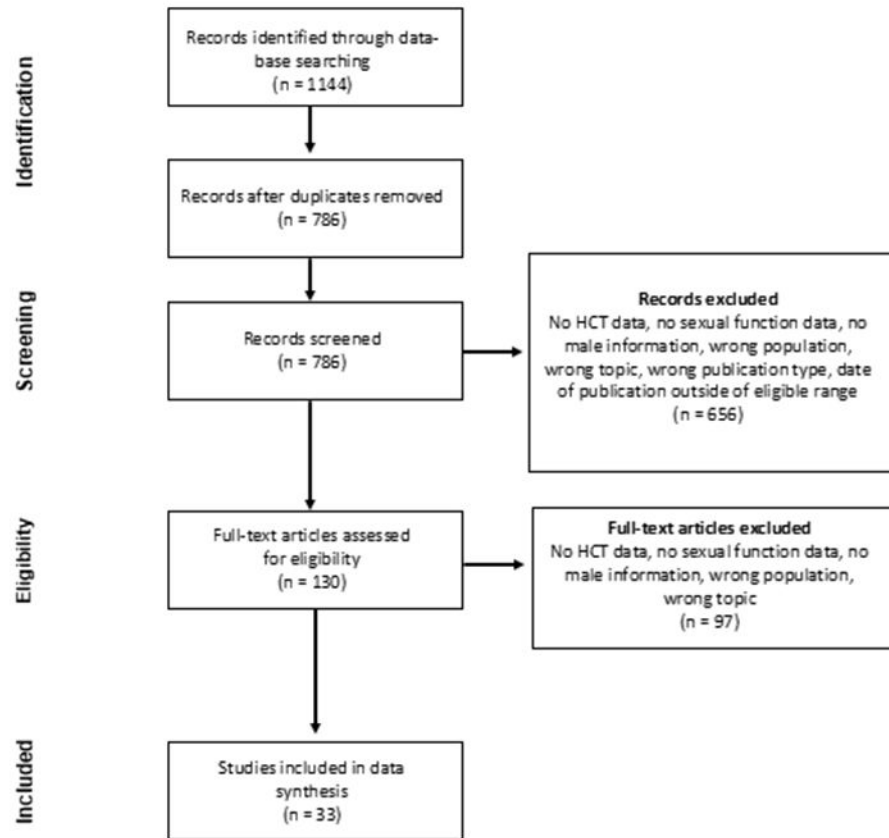 Identification
Records identified through data-
base searching
(n = 1144)
Records after duplicates removed
(n = 786)
Screening
Records screened
(n = 786)
Records excluded
No HCT data, no sexual function data, no
male information, wrong population,
wrong topic, wrong publication type, date
of publication outside of eligible range
(n = 656)
Eligibility
Full-text articles assessed
for eligibility
(n = 130)
Full-text articles excluded
No HCT data, no sexual function data, no
male information, wrong population,
wrong topic
(n = 97)
Included
Studies included in data
synthesis
(n = 33)